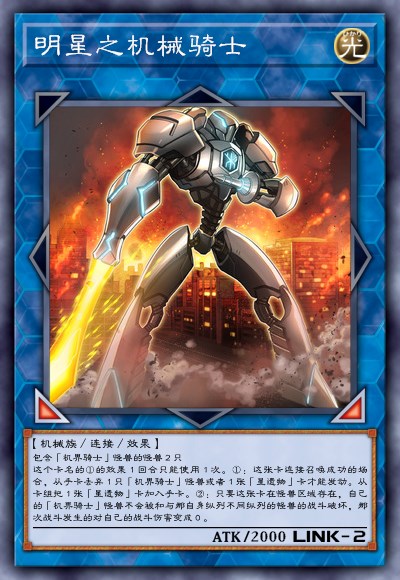 明星之机械骑士
ひかり
光
【机械族／连接／效果】
包含「机界骑士」怪兽的怪兽2只
这个卡名的①的效果1回合只能使用1次。①：这张卡连接召唤成功的场
合，从手卡丢弃1只「机界骑士」怪兽或者1张「星遗物」卡才能发动。从
卡组把1张「星遗物」卡加入手卡。②：只要这张卡在怪兽区域存在，自己
的「机界骑士」怪兽不会被和与那自身纵列不同纵列的怪兽的战斗破坏，那
次战斗发生的对自己的战斗伤害变成0。
ATK/2000 LINK-2